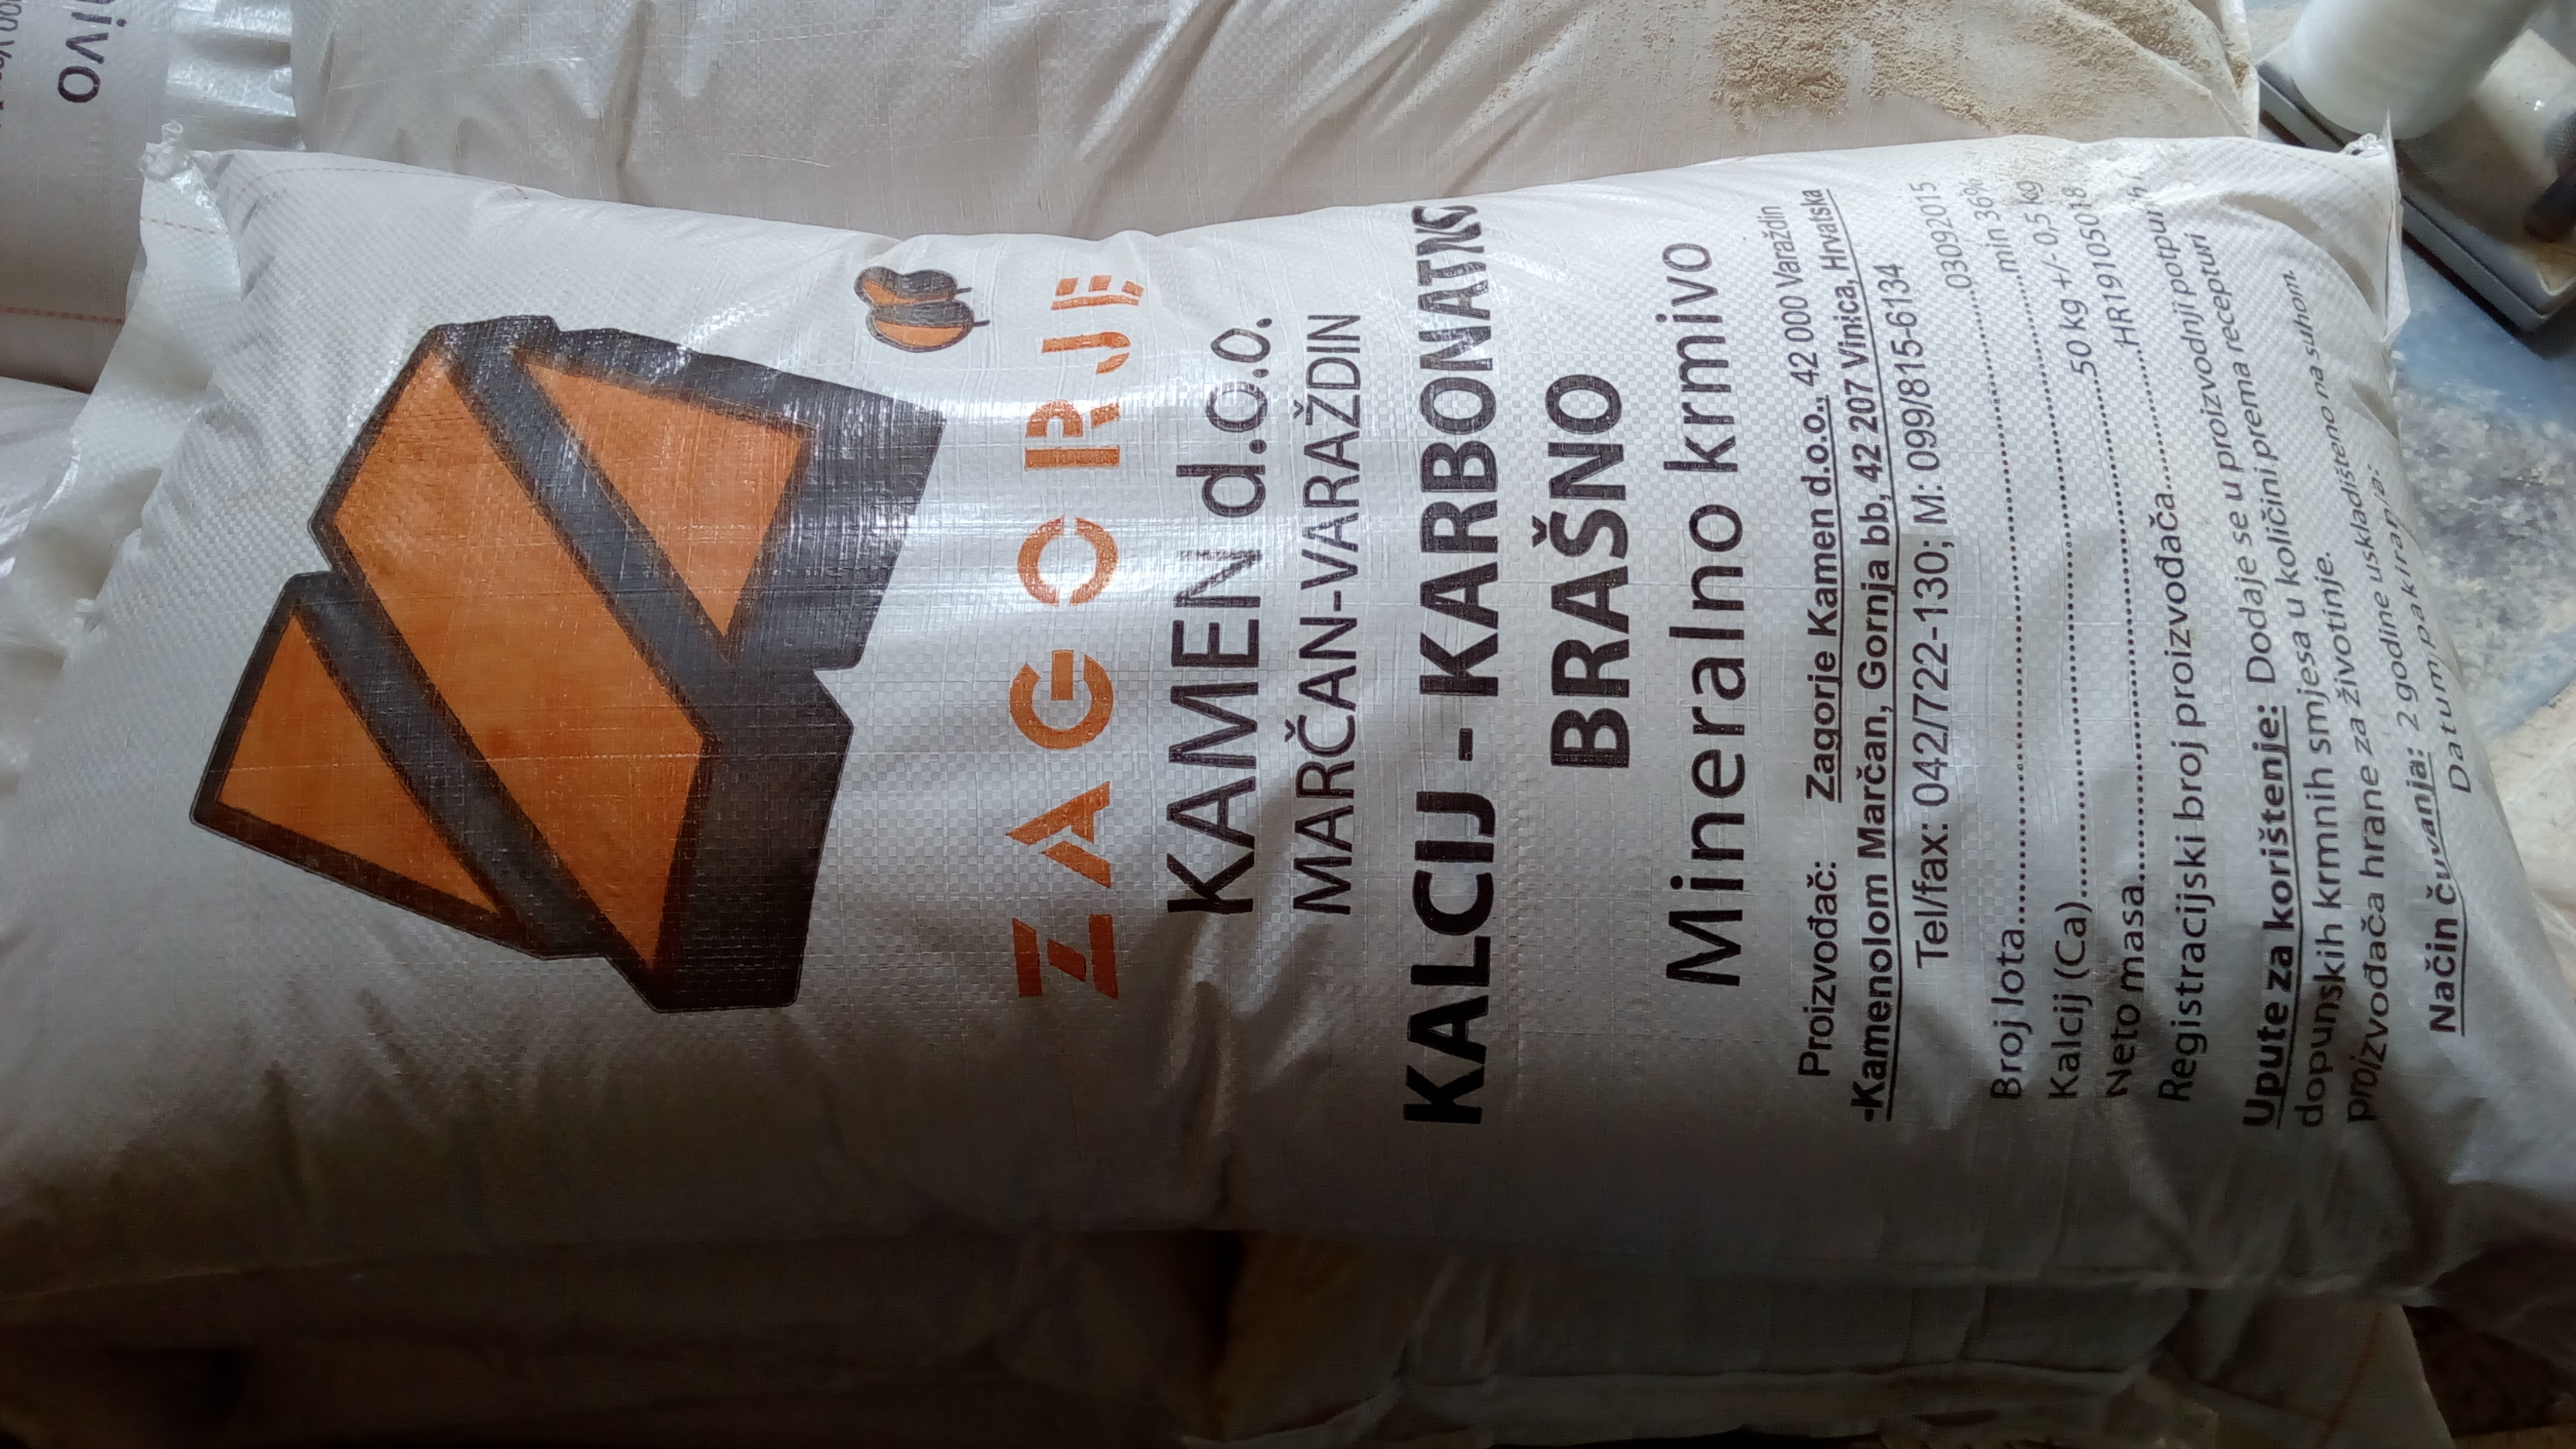 ZAGORJE
KAMEN d.o.o.
MARČAN-VARAŽDIN
KALCIJ - KARBONATNO
BRAŠNO
Mineralno krmivo
Proizvođač: Zagorje Kamen d.o.o., 42 000 Varaždin
-Kamenolom Marčan, Gornja bb, 42 207 Vinica, Hrvatska
Tel/fax: 042/722-130; M: 099/815-6134
Broj lota..........03092015
Kalcij (Ca)..........min 36%
Neto masa..........50 kg +/- 0,5 kg
Registracijski broj proizvođača..........HR19105018
Upute za korištenje: Dodaje se u proizvodnji potpunih
dopunskih krmnih smjesa u količini prema recepturi
proizvođača hrane za životinje.
Način čuvanja: 2 godine uskladišteno na suhom.
Datum pakiranja:
ivo